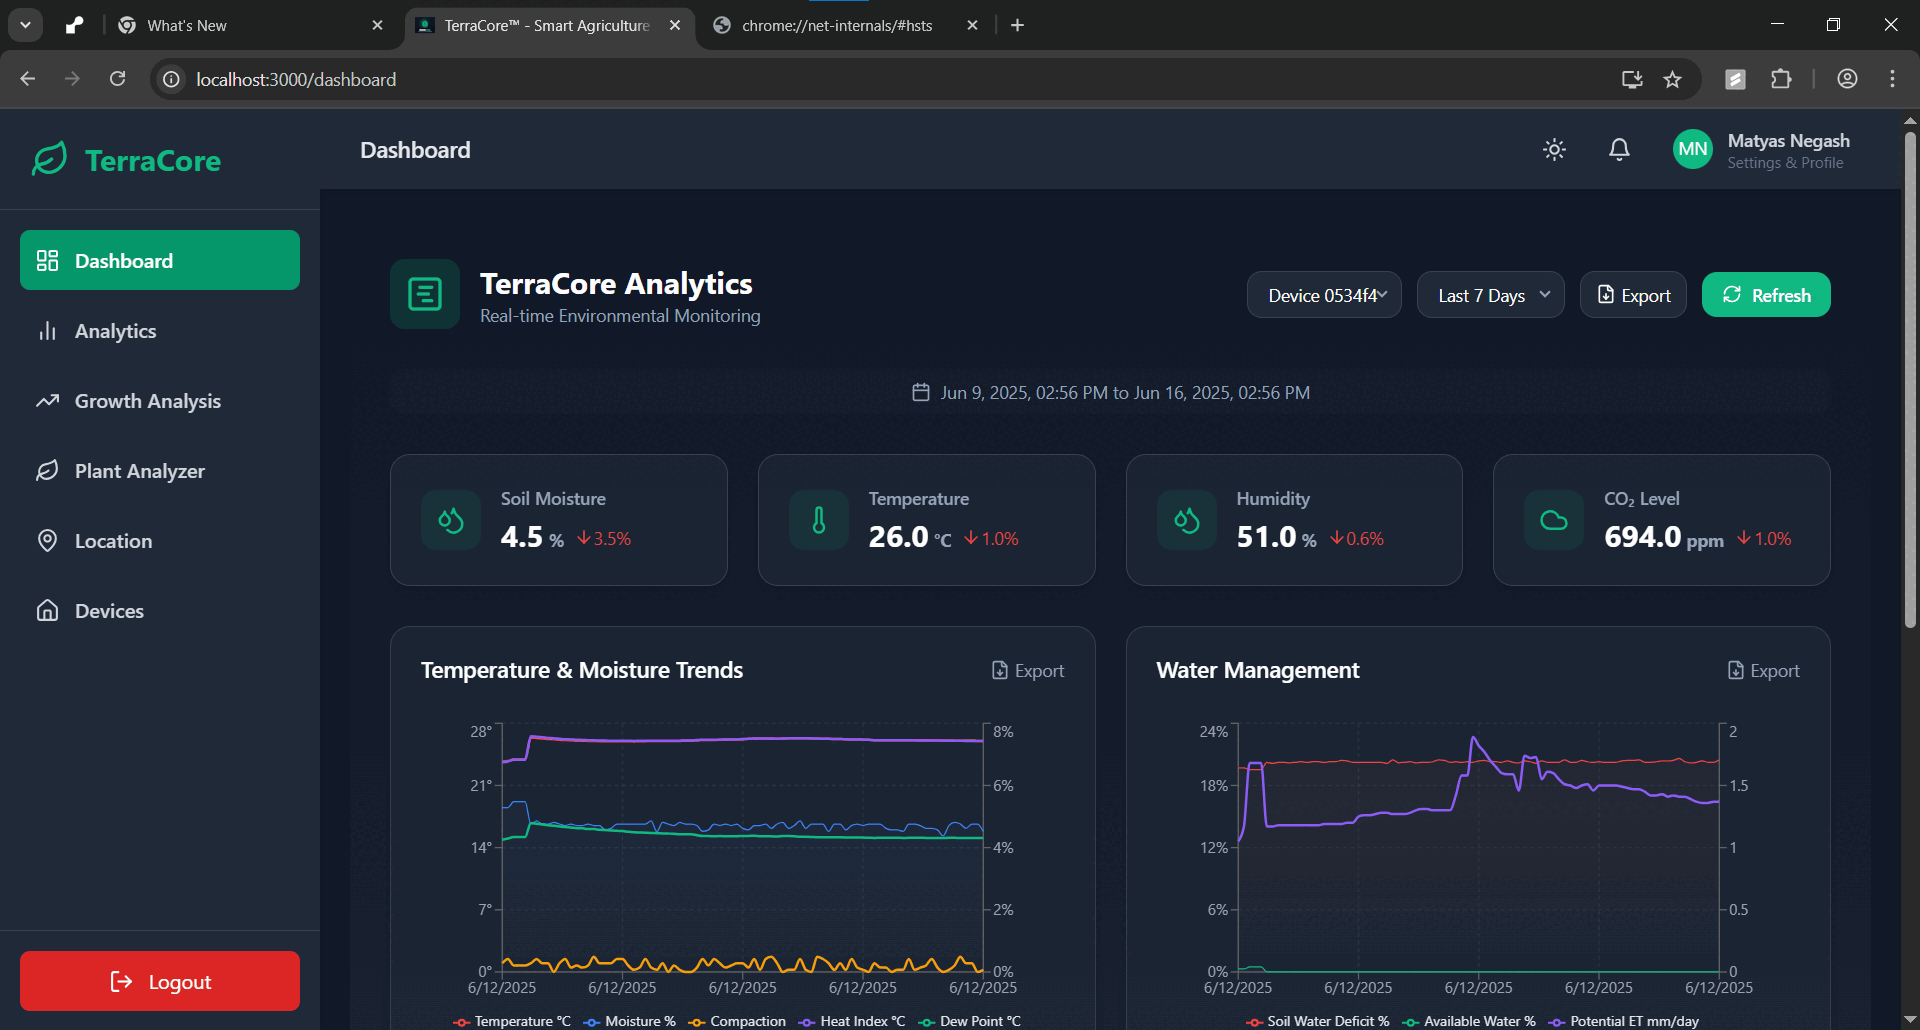 What's New
TerraCore™ - Smart Agriculture
chrome://net-internals/#hsts
localhost:3000/dashboard
TerraCore
Dashboard
MN
Matyas Negash
Settings & Profile
Dashboard
Analytics
Growth Analysis
Plant Analyzer
Location
Devices
Logout
TerraCore Analytics
Real-time Environmental Monitoring
Device 0534f4
Last 7 Days
Export
Refresh
Jun 9, 2025, 02:56 PM to Jun 16, 2025, 02:56 PM
Soil Moisture
4.5 % ↓3.5%
Temperature
26.0 °C ↓1.0%
Humidity
51.0 % ↓0.6%
CO₂ Level
694.0 ppm ↓1.0%
Temperature & Moisture Trends
Export
28° 8%
21° 6%
14° 4%
7° 2%
0° 0%
6/12/2025 6/12/2025 6/12/2025 6/12/2025 6/12/2025
Temperature °C Moisture % Compaction Heat Index °C Dew Point °C
Water Management
Export
24% 2
18% 1.5
12% 1
6% 0.5
0% 0
6/12/2025 6/12/2025 6/12/2025 6/12/2025 6/12/2025
Soil Water Deficit % Available Water % Potential ET mm/day